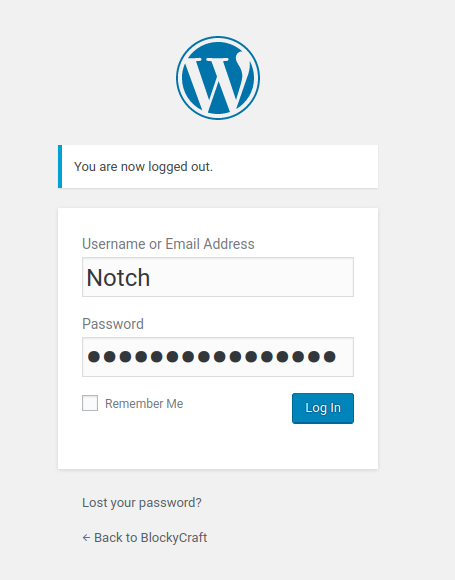 You are now logged out.
Username or Email Address
Notch
Password
●●●●●●●●●●●●●●●●
Remember Me
Log In
Lost your password?
← Back to BlockyCraft